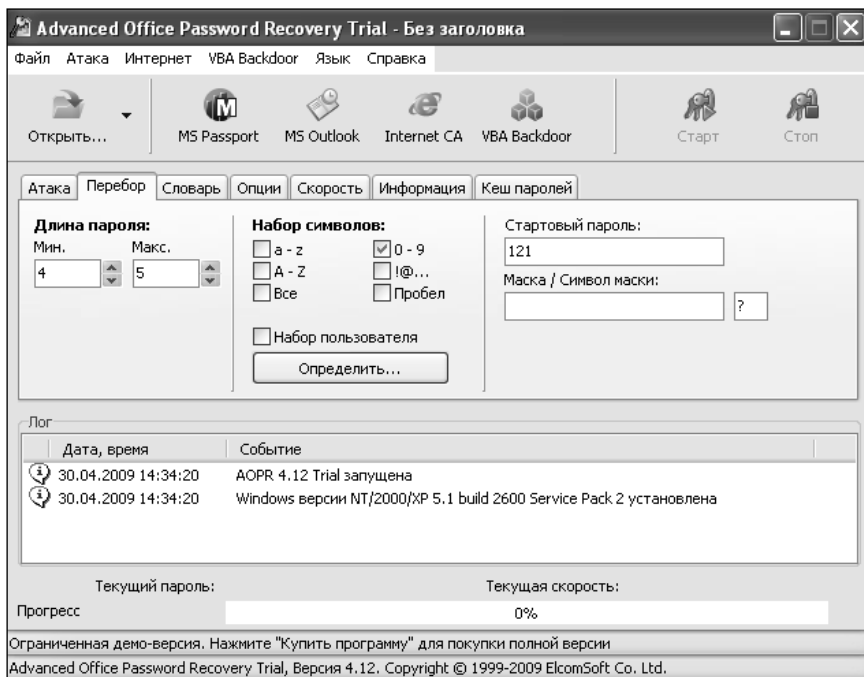 Advanced Office Password Recovery Trial - Без заголовка
Файл Атака Интернет VBA Backdoor Язык Справка
Открыть... MS Passport MS Outlook Internet CA VBA Backdoor Старт Стоп
Атака Перебор Словарь Опции Скорость Информация Кеш паролей
Длина пароля: Набор символов: Стартовый пароль:
Мин. Макс. a - z 0 - 9 121
4 5 A - Z !@... Маска / Символ маски:
Все Пробел ?
Набор пользователя
Определить...
Лог
Дата, время Событие
30.04.2009 14:34:20 AOPR 4.12 Trial запущена
30.04.2009 14:34:20 Windows версии NT/2000/XP 5.1 build 2600 Service Pack 2 установлена
Текущий пароль: Текущая скорость:
Прогресс 0%
Ограниченная демо-версия. Нажмите "Купить программу" для покупки полной версии
Advanced Office Password Recovery Trial, Версия 4.12. Copyright © 1999-2009 ElcomSoft Co. Ltd.